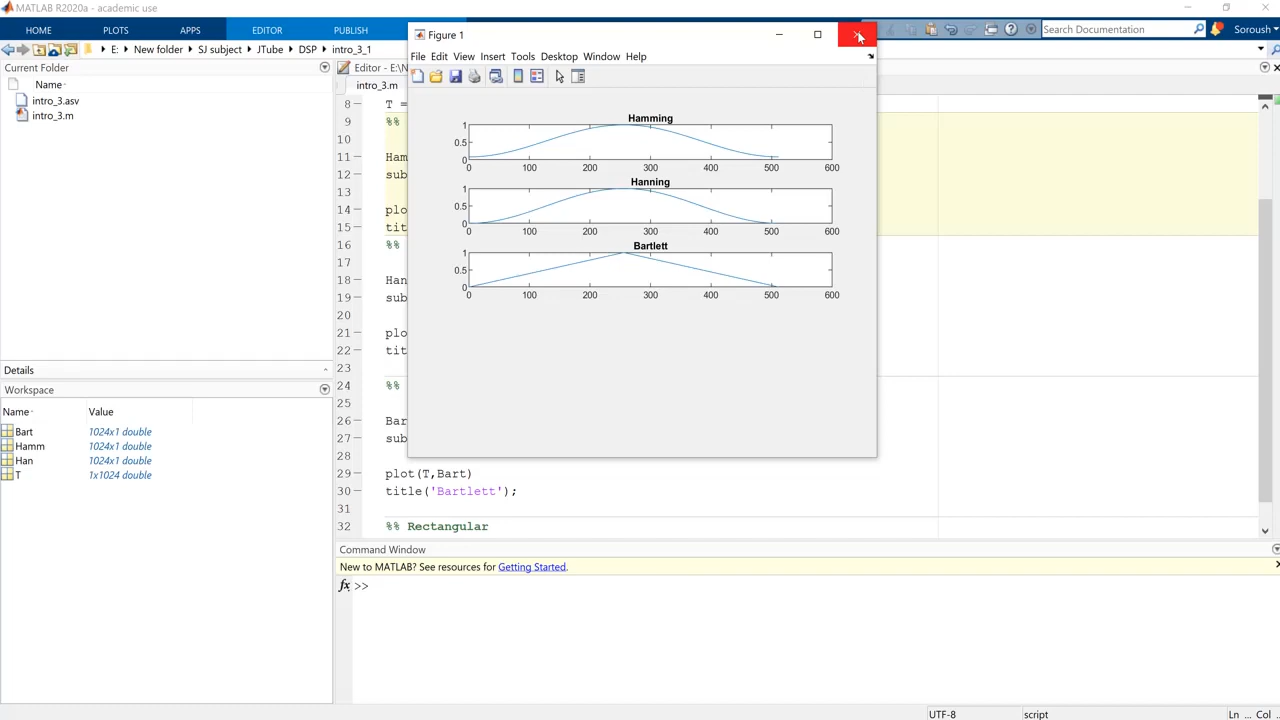 MATLAB R2020a - academic use
HOME PLOTS APPS EDITOR PUBLISH
Search Documentation
Soroush
E: New folder SJ subject JTube DSP intro_3_1
Current Folder
Name
intro_3.asv
intro_3.m
Details
Workspace
Name Value
Bart 1024x1 double
Hamm 1024x1 double
Han 1024x1 double
T 1x1024 double
Editor - E:\N
intro_3.m
8 T =
9 %%
10
11 Ham
12 sub
13
14 plo
15 tit
16 %%
17
18 Han
19 sub
20
21 plo
22 tit
23
24 %%
25
26 Bar
27 sub
28
29 plot(T,Bart)
30 title('Bartlett');
31
32 %% Rectangular
Figure 1
File Edit View Insert Tools Desktop Window Help
Hamming
1
0.5
0
0 100 200 300 400 500 600
Hanning
1
0.5
0
0 100 200 300 400 500 600
Bartlett
1
0.5
0
0 100 200 300 400 500 600
Command Window
New to MATLAB? See resources for Getting Started.
fx >>
UTF-8 script Ln ... Col